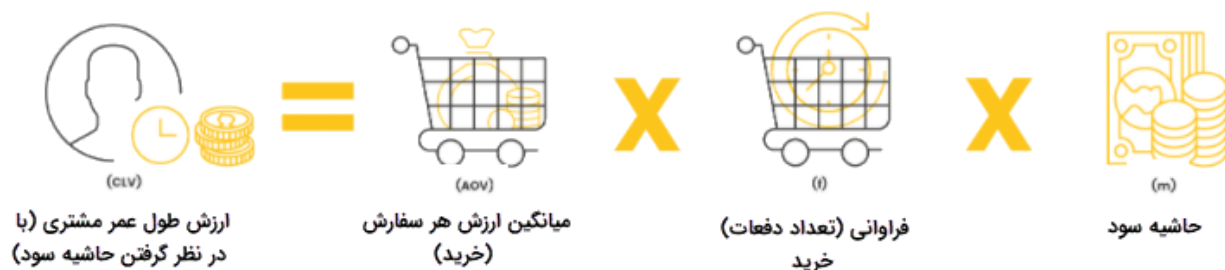 (CLV)
ارزش طول عمر مشتری (با
در نظر گرفتن حاشیه سود)
=
(AOV)
میانگین ارزش هر سفارش
(خرید)
X
(f)
فراوانی (تعداد دفعات)
خرید
X
(m)
حاشیه سود